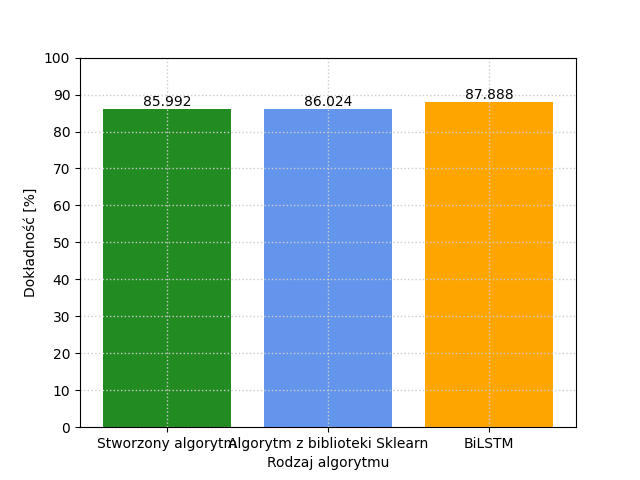 100
90
80
70
60
50
40
30
20
10
0
Dokładność [%]
85.992
86.024
87.888
Stworzony algorytm
Algorytm z biblioteki Sklearn
BiLSTM
Rodzaj algorytmu